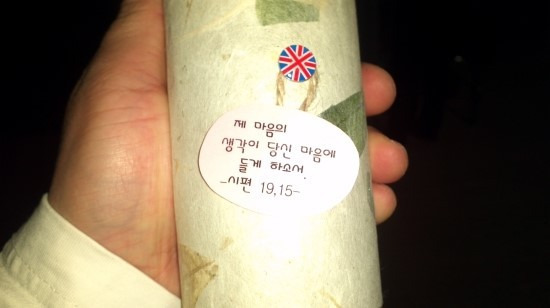 제 마음의
생각이 당신 마음에
들게 하소서.
-시편 19,15-